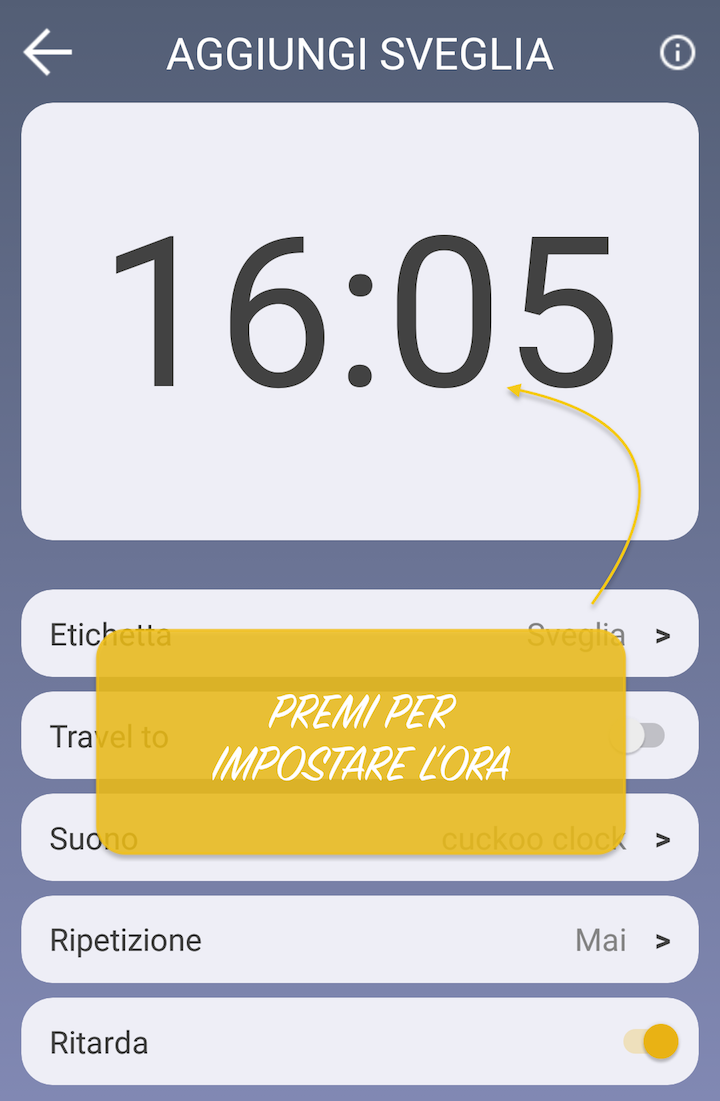 AGGIUNGI SVEGLIA
16:05
Etichetta Sveglia >
Travel to
PREMI PER
IMPOSTARE L'ORA
Suono cuckoo clock >
Ripetizione Mai >
Ritarda